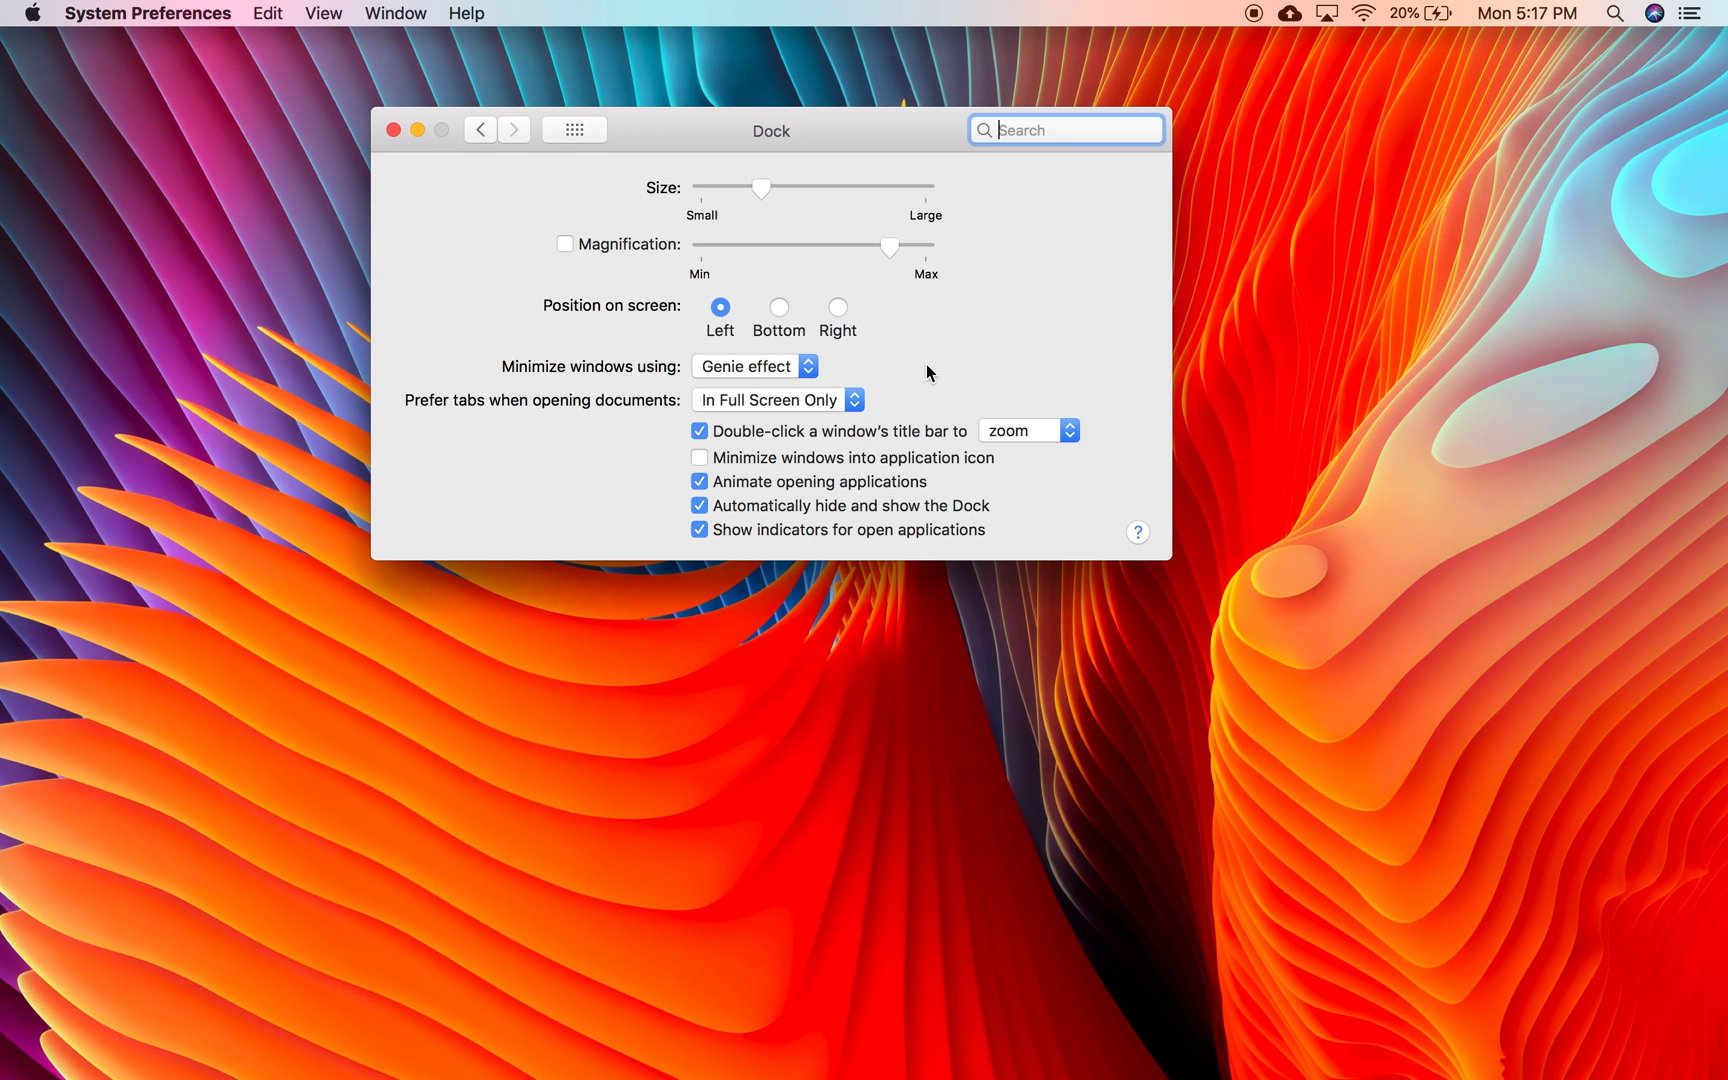 System Preferences Edit View Window Help 20% Mon 5:17 PM
Dock
Search
Size:
Small Large
Magnification:
Min Max
Position on screen:
Left Bottom Right
Minimize windows using: Genie effect
Prefer tabs when opening documents: In Full Screen Only
Double-click a window's title bar to zoom
Minimize windows into application icon
Animate opening applications
Automatically hide and show the Dock
Show indicators for open applications
?